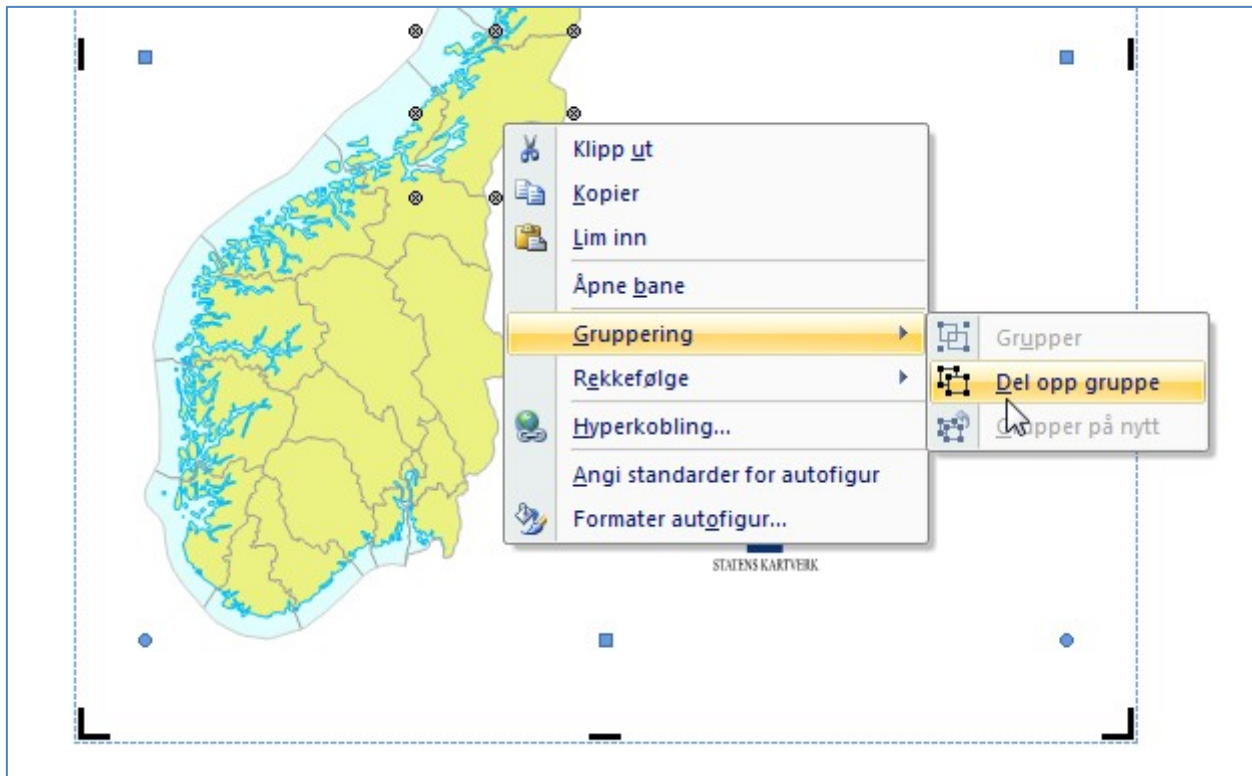 Klipp ut
Kopier
Lim inn
Åpne bane
Gruppering
Rekkefølge
Hyperkobling...
Angi standarder for autofigur
Formater autofigur...
Grupper
Del opp gruppe
Grupper på nytt
STATENS KARTVERK